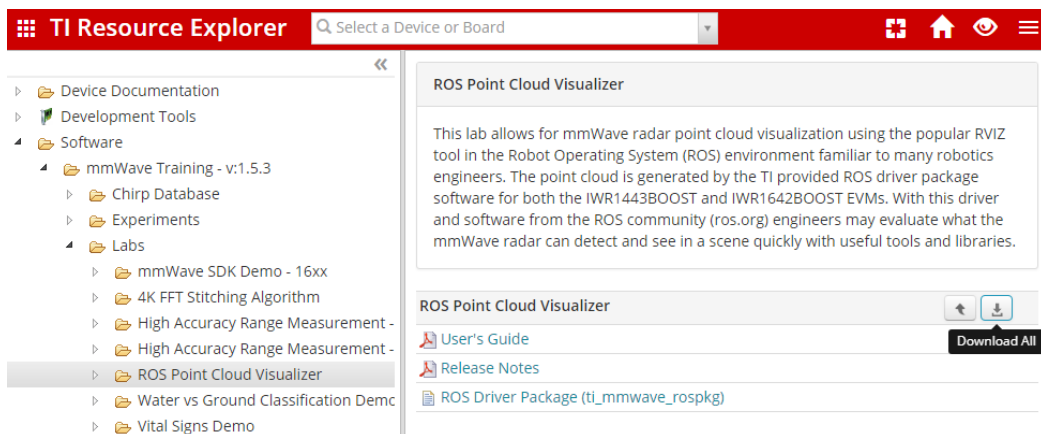 TI Resource Explorer
Select a Device or Board
«
Device Documentation
Development Tools
Software
mmWave Training - v:1.5.3
Chirp Database
Experiments
Labs
mmWave SDK Demo - 16xx
4K FFT Stitching Algorithm
High Accuracy Range Measurement -
High Accuracy Range Measurement -
ROS Point Cloud Visualizer
Water vs Ground Classification Demo
Vital Signs Demo
ROS Point Cloud Visualizer
This lab allows for mmWave radar point cloud visualization using the popular RVIZ
tool in the Robot Operating System (ROS) environment familiar to many robotics
engineers. The point cloud is generated by the TI provided ROS driver package
software for both the IWR1443BOOST and IWR1642BOOST EVMs. With this driver
and software from the ROS community (ros.org) engineers may evaluate what the
mmWave radar can detect and see in a scene quickly with useful tools and libraries.
ROS Point Cloud Visualizer
Download All
User's Guide
Release Notes
ROS Driver Package (ti_mmwave_rospkg)